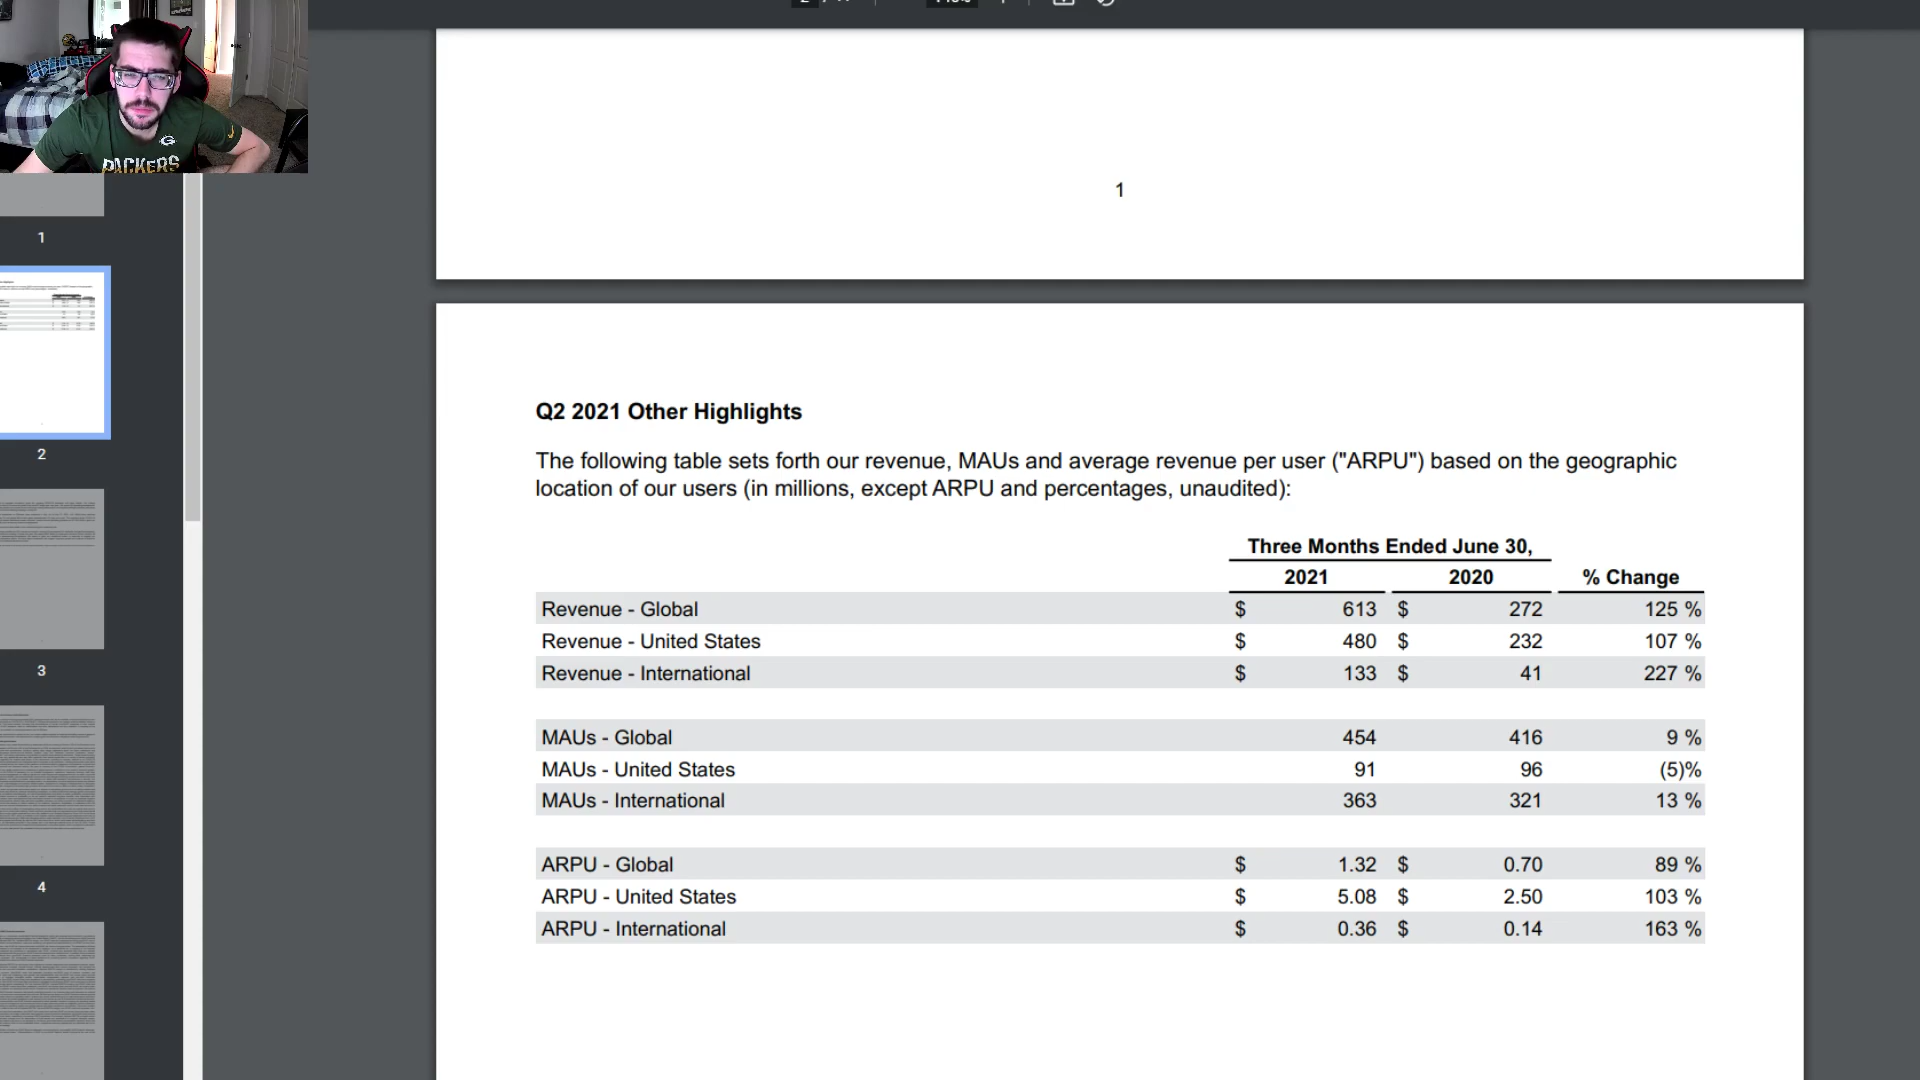 G
PACKERS
1
2
3
4
1
Q2 2021 Other Highlights
The following table sets forth our revenue, MAUs and average revenue per user ("ARPU") based on the geographic
location of our users (in millions, except ARPU and percentages, unaudited):
Three Months Ended June 30,
2021 2020 % Change
Revenue - Global $ 613 $ 272 125 %
Revenue - United States $ 480 $ 232 107 %
Revenue - International $ 133 $ 41 227 %
MAUs - Global 454 416 9 %
MAUs - United States 91 96 (5)%
MAUs - International 363 321 13 %
ARPU - Global $ 1.32 $ 0.70 89 %
ARPU - United States $ 5.08 $ 2.50 103 %
ARPU - International $ 0.36 $ 0.14 163 %